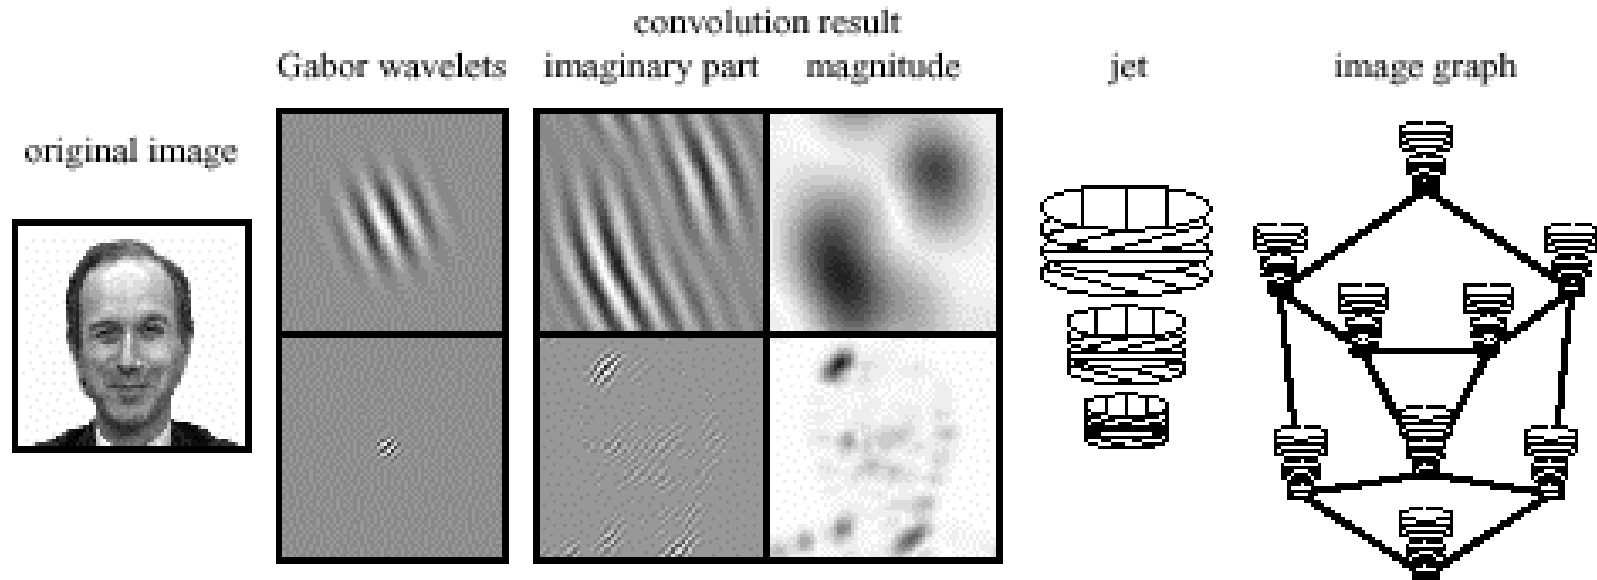 convolution result
Gabor wavelets imaginary part magnitude jet image graph
original image